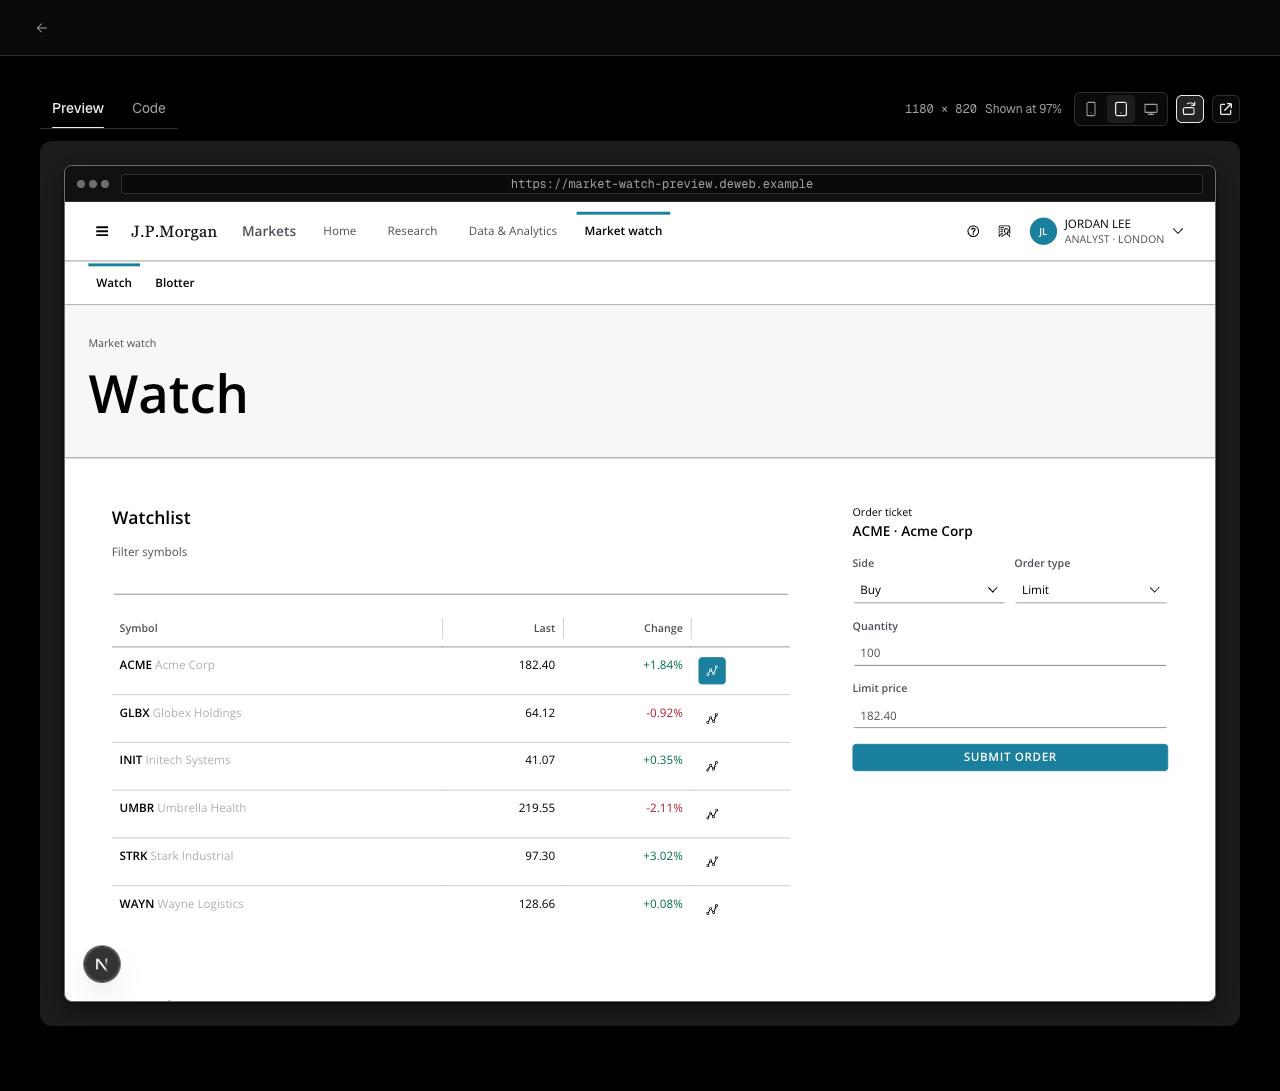 Preview Code
1180 × 820 Shown at 97%
https://market-watch-preview.deweb.example
J.P.Morgan Markets Home Research Data & Analytics Market watch
JL JORDAN LEE
ANALYST · LONDON
Watch Blotter
Market watch
Watch
Watchlist
Filter symbols
Symbol Last Change
ACME Acme Corp 182.40 +1.84%
GLBX Globex Holdings 64.12 -0.92%
INIT Initech Systems 41.07 +0.35%
UMBR Umbrella Health 219.55 -2.11%
STRK Stark Industrial 97.30 +3.02%
WAYN Wayne Logistics 128.66 +0.08%
Order ticket
ACME · Acme Corp
Side Order type
Buy Limit
Quantity
100
Limit price
182.40
SUBMIT ORDER
N